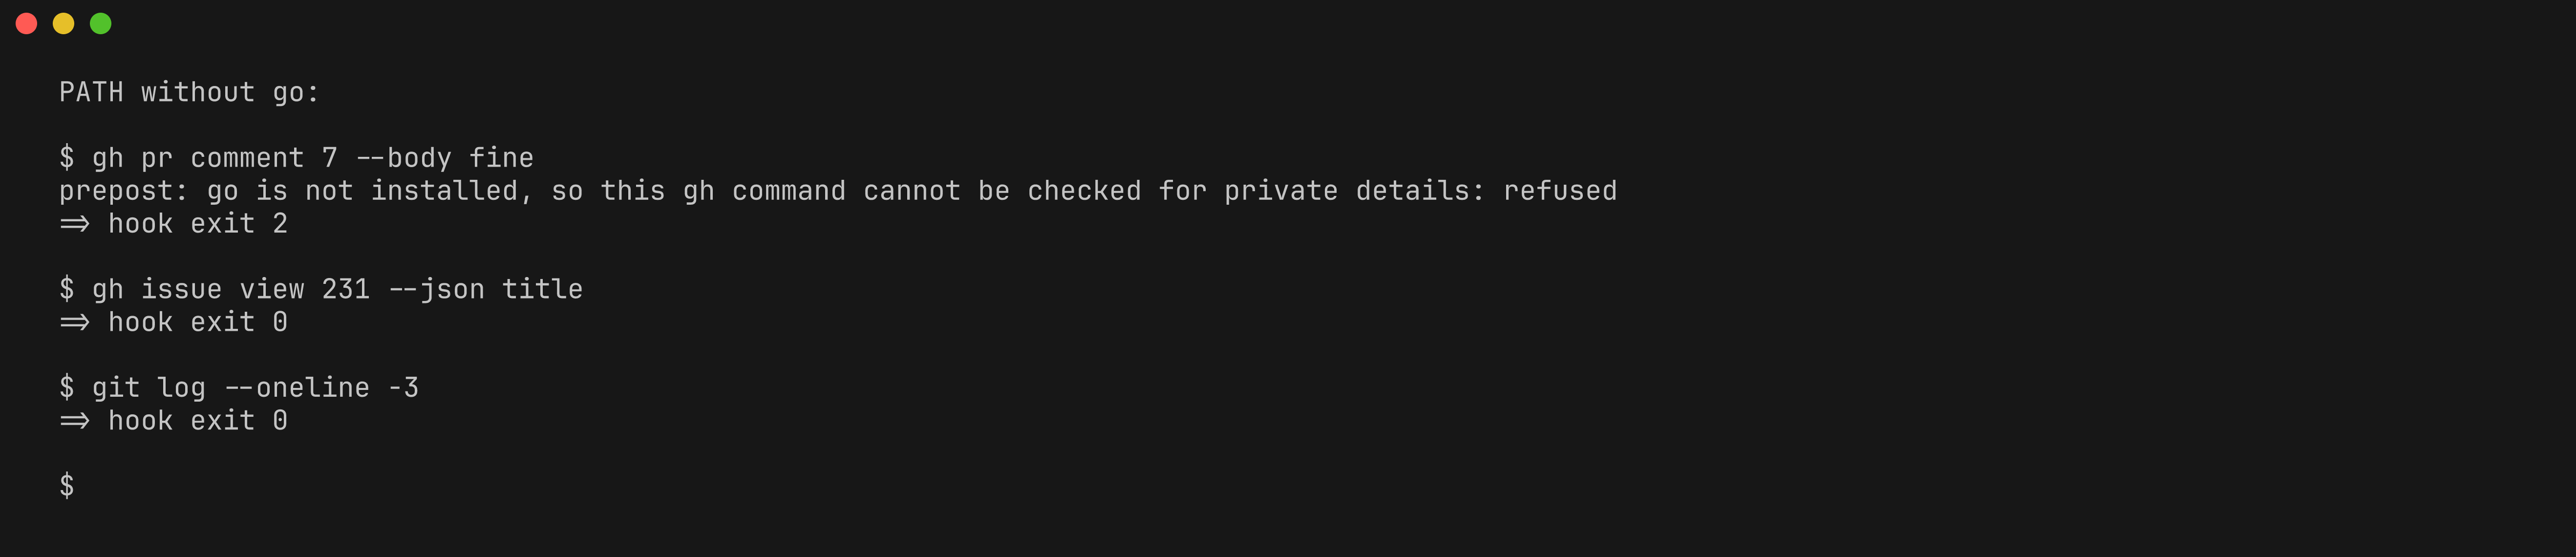 PATH without go:
$ gh pr comment 7 --body fine
prepost: go is not installed, so this gh command cannot be checked for private details: refused
=> hook exit 2
$ gh issue view 231 --json title
=> hook exit 0
$ git log --oneline -3
=> hook exit 0
$